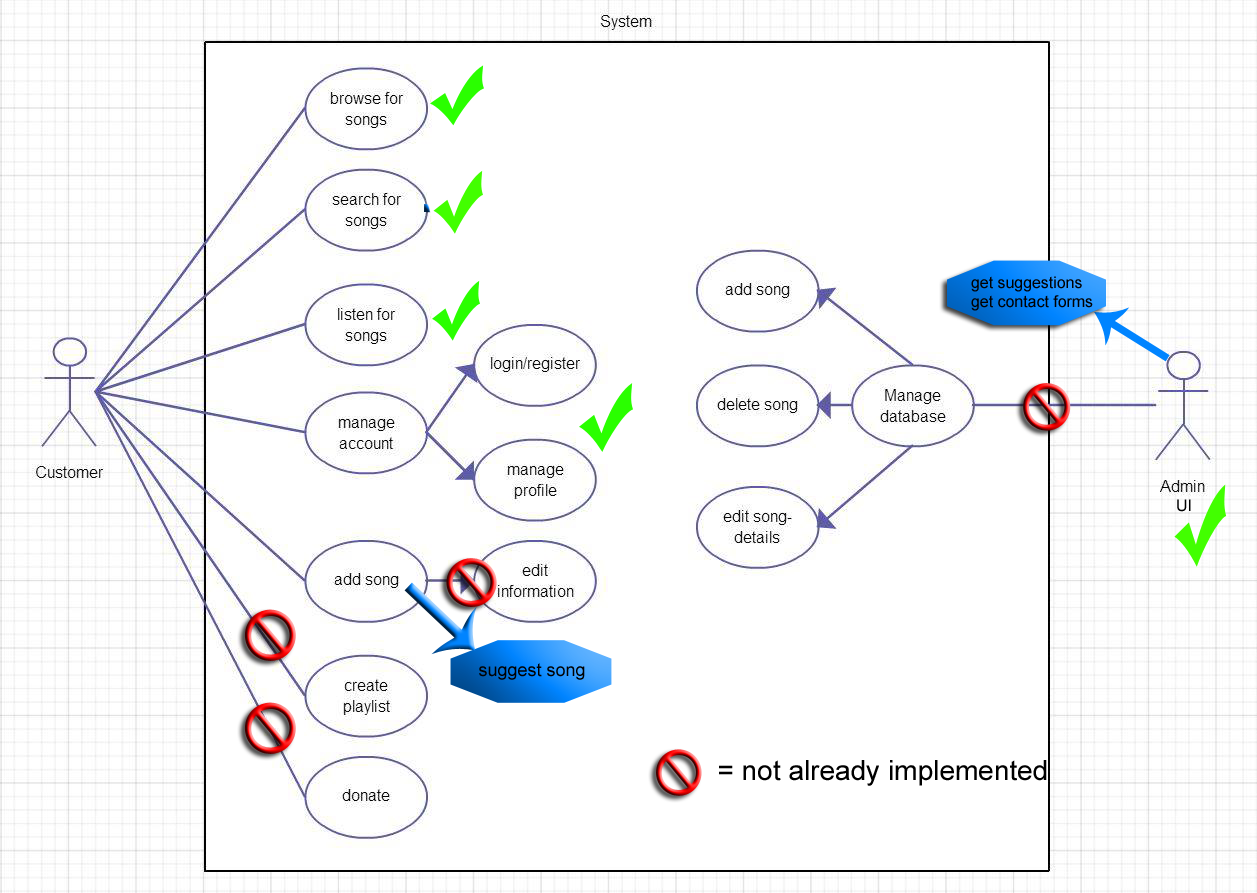 System
browse for
songs
search for
songs
listen for
songs
login/register
manage
account
manage
profile
Customer
add song
edit
information
suggest song
create
playlist
donate
add song
delete song
edit song-
details
Manage
database
get suggestions
get contact forms
Admin
UI
= not already implemented